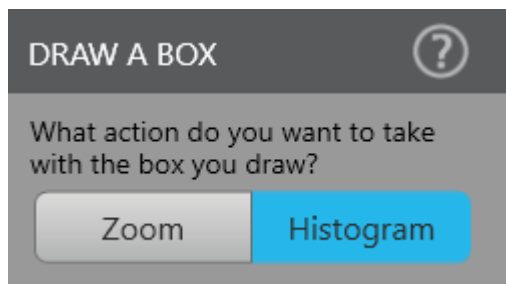 DRAW A BOX ?
What action do you want to take
with the box you draw?
Zoom Histogram